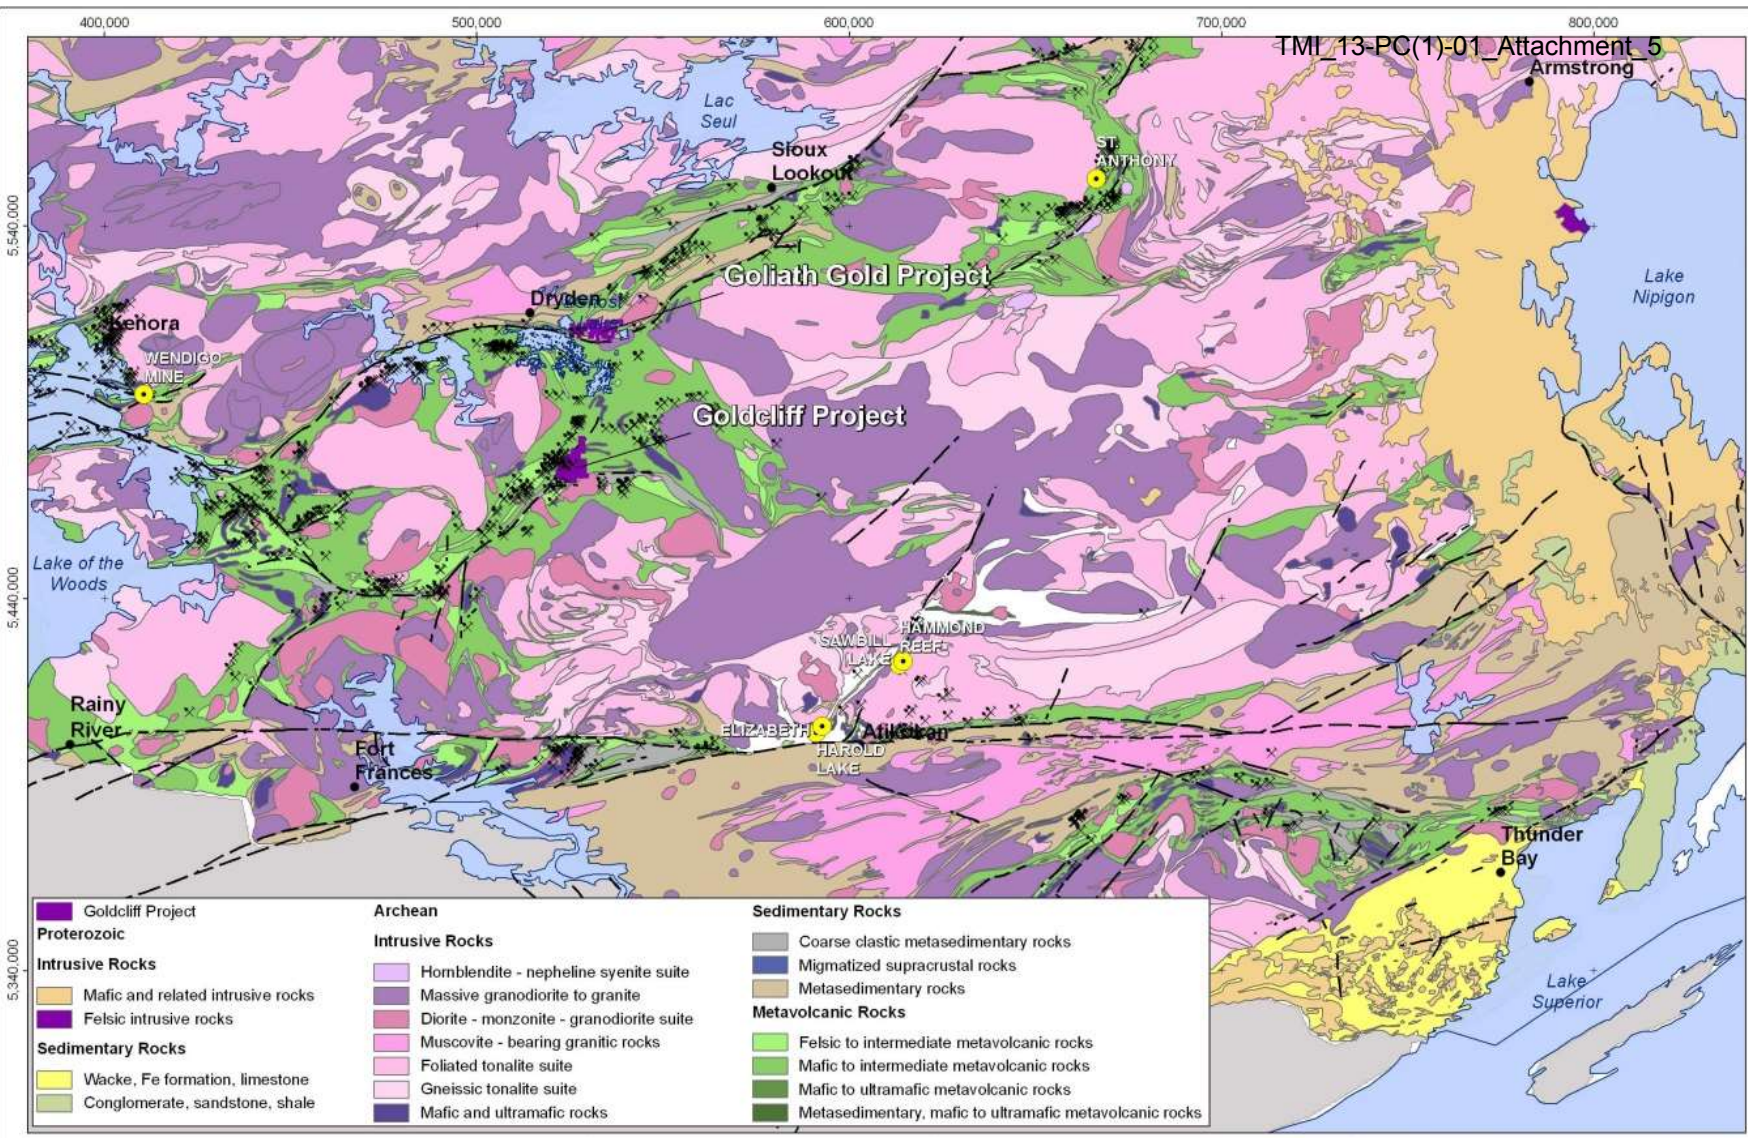 400,000
500,000
600,000
700,000
800,000
TMI_13-PC(1)-01_Attachment_5
Armstrong
Lac
Seul
Sioux
Lookout
ST.
ANTHONY
5,540,000
Goliath Gold Project
Lake
Nipigon
Dryden
Kenora
WENDIGO
MINE
Goldcliff Project
Lake of the
Woods
5,440,000
HAMMOND
REEF
SAWBILL
LAKE
Rainy
River
ELIZABETH
Atikokan
Fort
Frances
HAROLD
LAKE
Thunder
Bay
5,340,000
Lake
Superior
Goldcliff Project
Proterozoic
Intrusive Rocks
Mafic and related intrusive rocks
Felsic intrusive rocks
Sedimentary Rocks
Wacke, Fe formation, limestone
Conglomerate, sandstone, shale
Archean
Intrusive Rocks
Hornblendite - nepheline syenite suite
Massive granodiorite to granite
Diorite - monzonite - granodiorite suite
Muscovite - bearing granitic rocks
Foliated tonalite suite
Gneissic tonalite suite
Mafic and ultramafic rocks
Sedimentary Rocks
Coarse clastic metasedimentary rocks
Migmatized supracrustal rocks
Metasedimentary rocks
Metavolcanic Rocks
Felsic to intermediate metavolcanic rocks
Mafic to intermediate metavolcanic rocks
Mafic to ultramafic metavolcanic rocks
Metasedimentary, mafic to ultramafic metavolcanic rocks